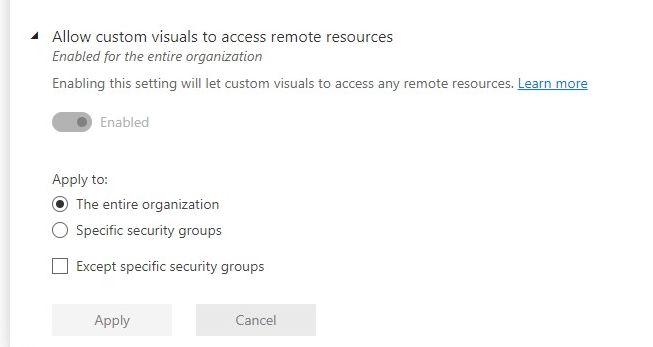 Allow custom visuals to access remote resources
Enabled for the entire organization
Enabling this setting will let custom visuals to access any remote resources. Learn more
Enabled
Apply to:
The entire organization
Specific security groups
Except specific security groups
Apply
Cancel